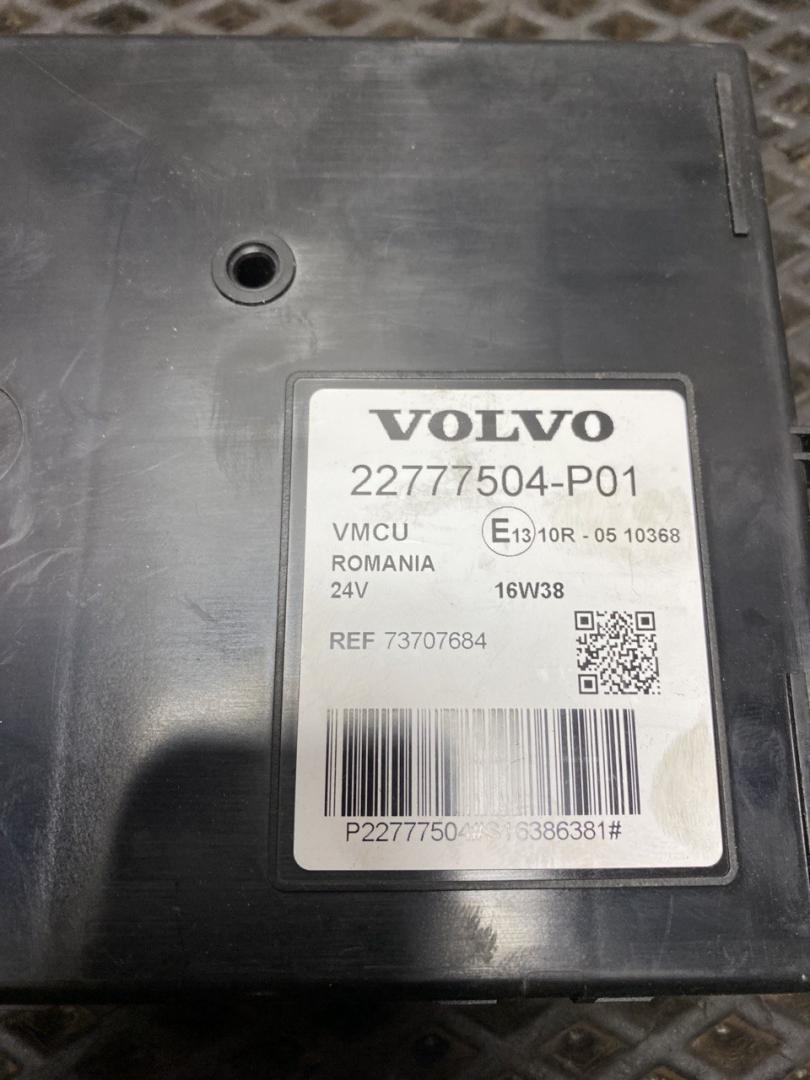 VOLVO
22777504-P01
VMCU E13 10R - 05 10368
ROMANIA
24V 16W38
REF 73707684
P22777504#S16386381#